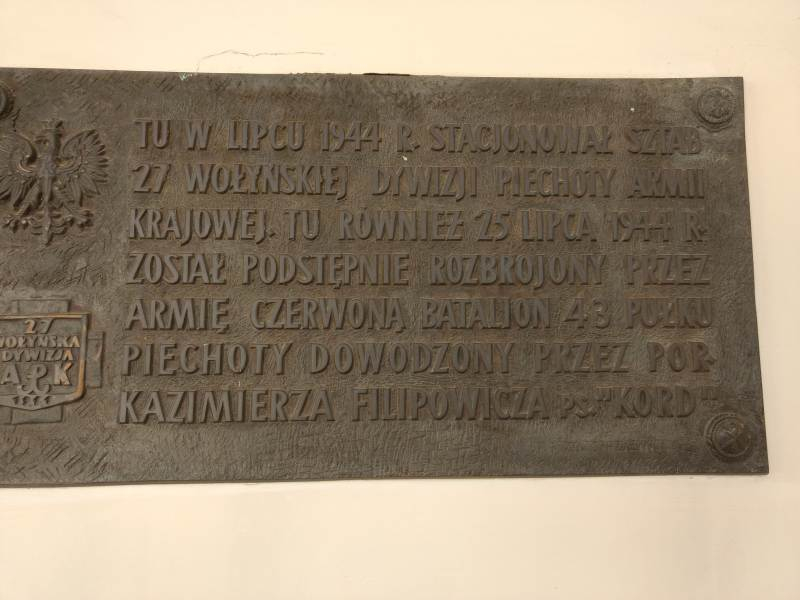 TU W LIPCU 1944 R. STACJONOWAŁ SZTAB
27 WOŁYŃSKIEJ DYWIZJI PIECHOTY ARMII
KRAJOWEJ. TU RÓWNIEŻ 25 LIPCA 1944 R.
ZOSTAŁ PODSTĘPNIE ROZBROJONY PRZEZ
ARMIĘ CZERWONĄ BATALION 43 PUŁKU
PIECHOTY DOWODZONY PRZEZ POR.
KAZIMIERZA FILIPOWICZA PS. "KORD"
27
WOŁYŃSKA
DYWIZJA
A K
1944